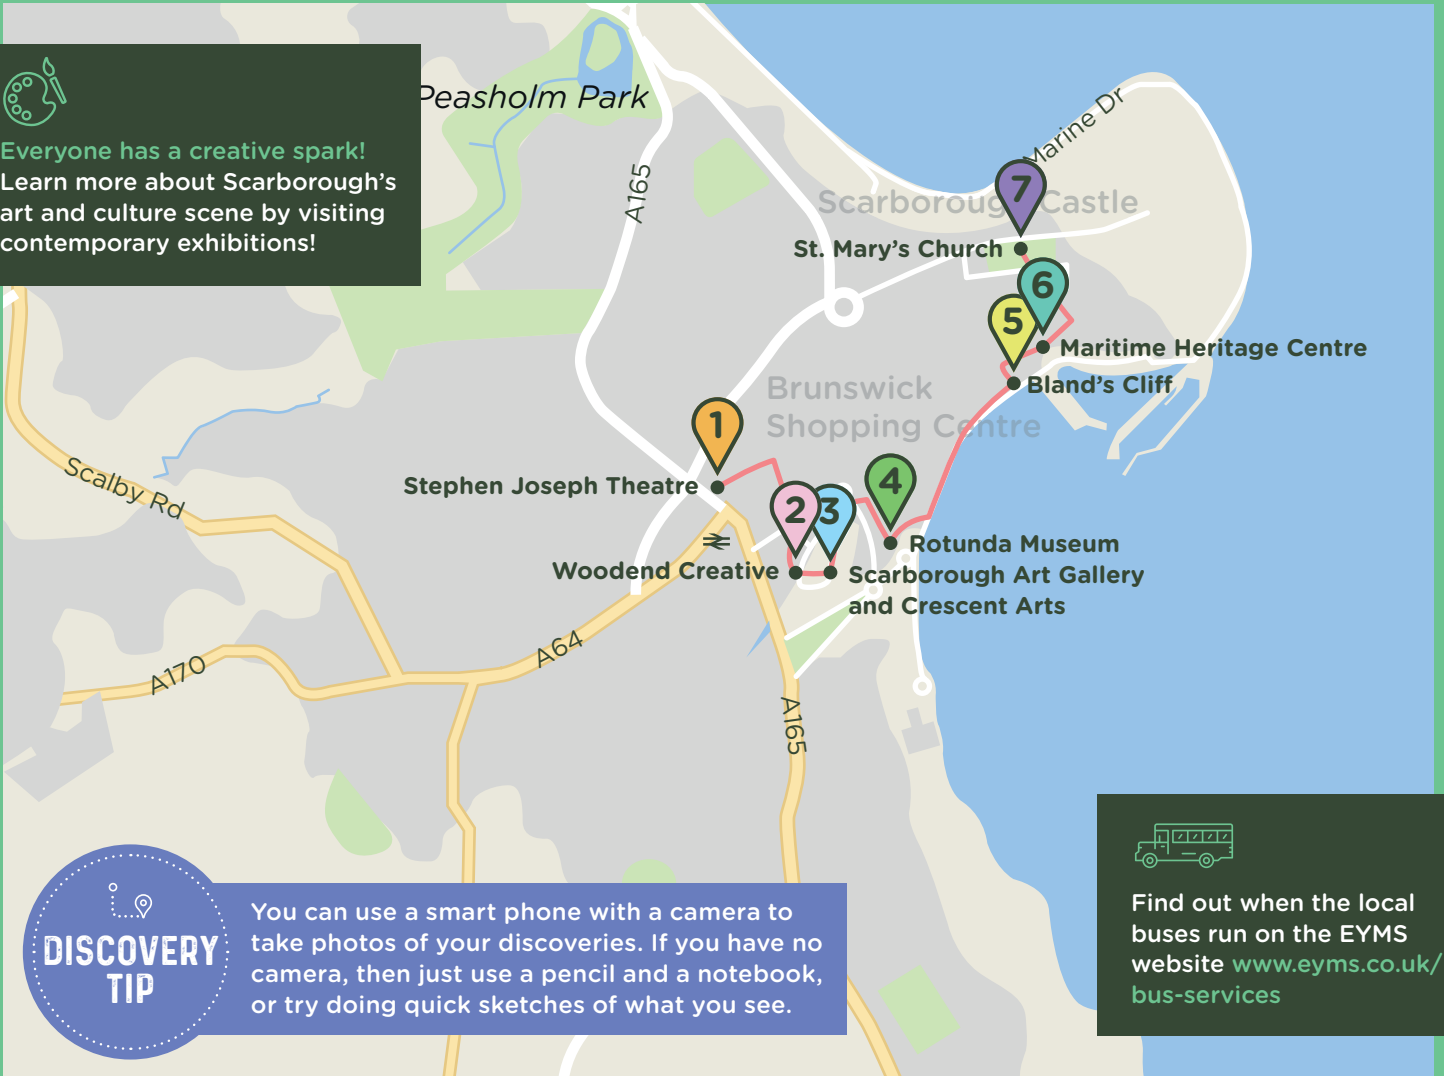 Everyone has a creative spark!
Learn more about Scarborough's
art and culture scene by visiting
contemporary exhibitions!
Peasholm Park
A165
Marine Dr
Scarborough Castle
7
St. Mary's Church
6
5
Maritime Heritage Centre
Bland's Cliff
Brunswick
Shopping Centre
1
Stephen Joseph Theatre
Scalby Rd
4
2
3
Rotunda Museum
Woodend Creative
Scarborough Art Gallery
and Crescent Arts
A64
A170
A165
DISCOVERY
TIP
You can use a smart phone with a camera to
take photos of your discoveries. If you have no
camera, then just use a pencil and a notebook,
or try doing quick sketches of what you see.
Find out when the local
buses run on the EYMS
website www.eyms.co.uk/
bus-services